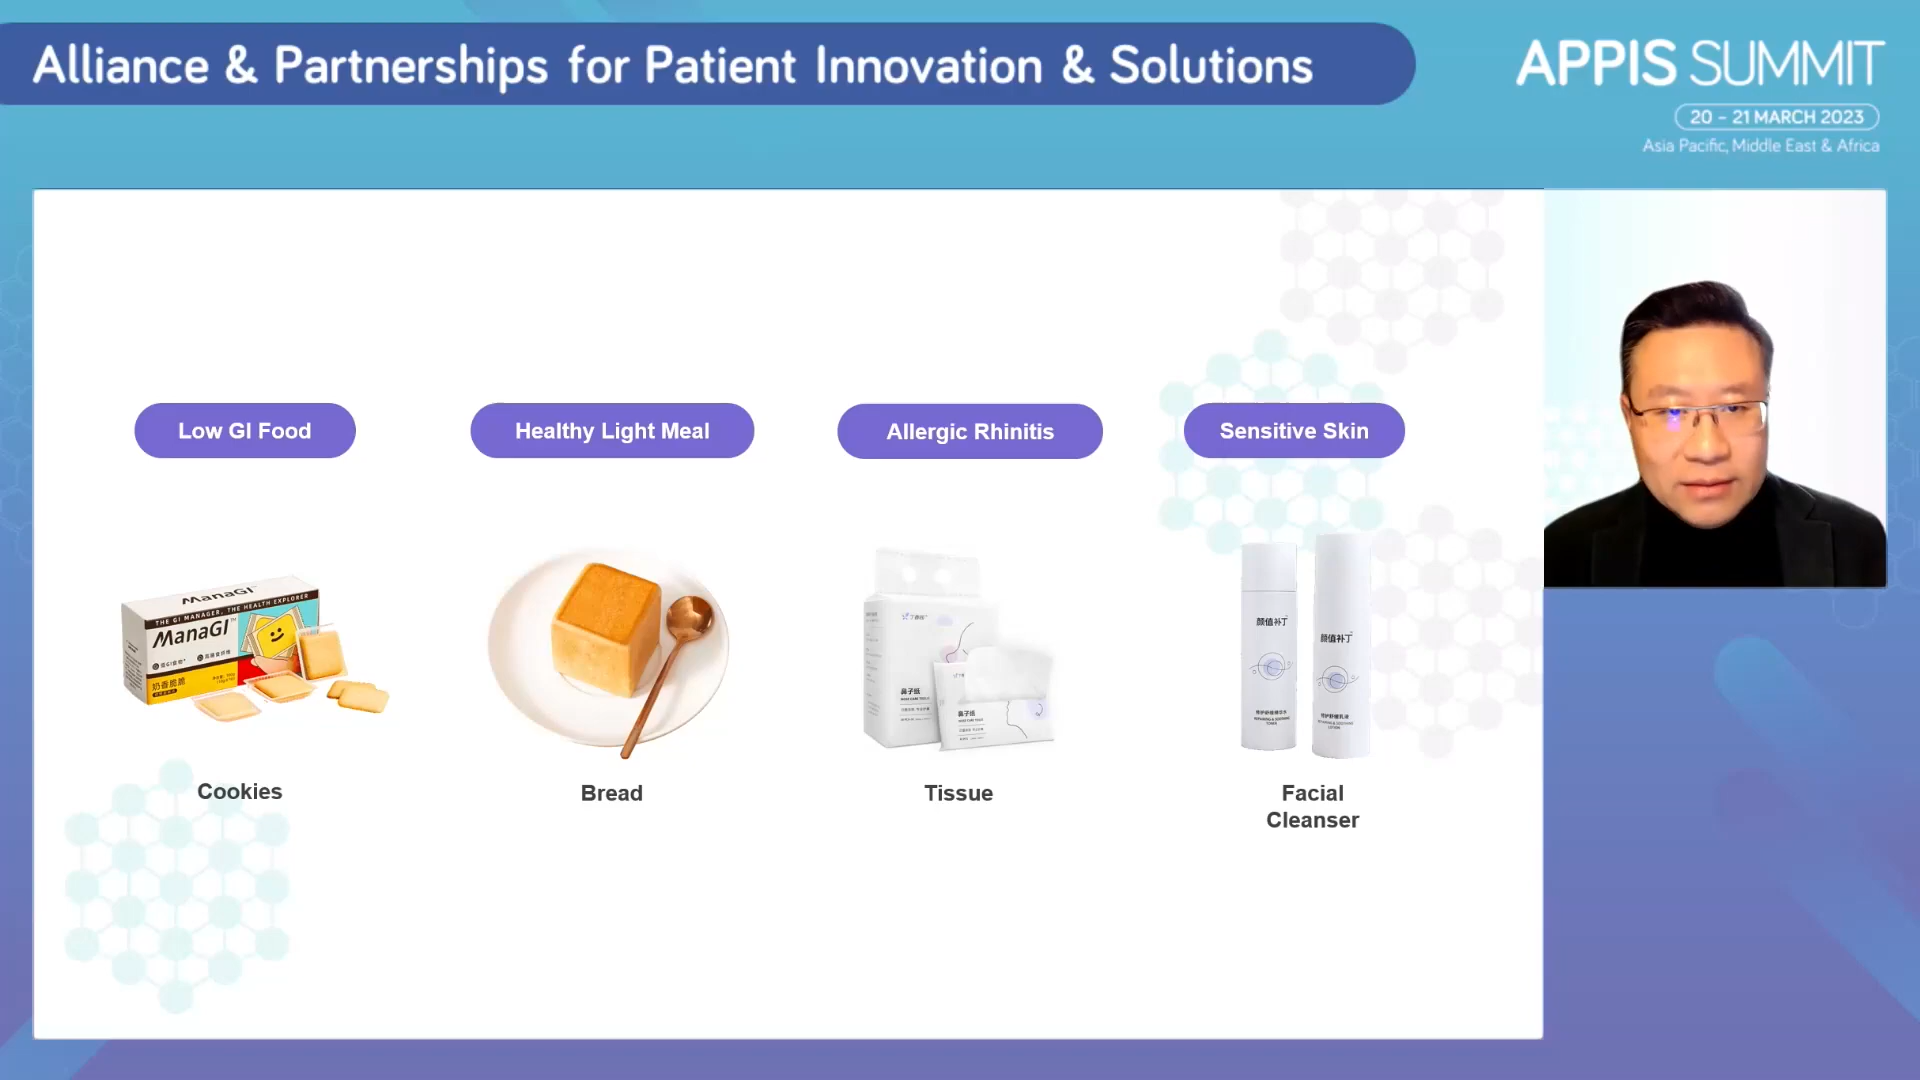 Alliance & Partnerships for Patient Innovation & Solutions
APPIS SUMMIT
20 - 21 MARCH 2023
Asia Pacific, Middle East & Africa
Low GI Food
Healthy Light Meal
Allergic Rhinitis
Sensitive Skin
ManaGI
THE GI MANAGER, THE HEALTH EXPLORER
ManaGI
奶香脆脆
鼻子纸
鼻子纸
颜值补丁
颜值补丁
Cookies
Bread
Tissue
Facial
Cleanser